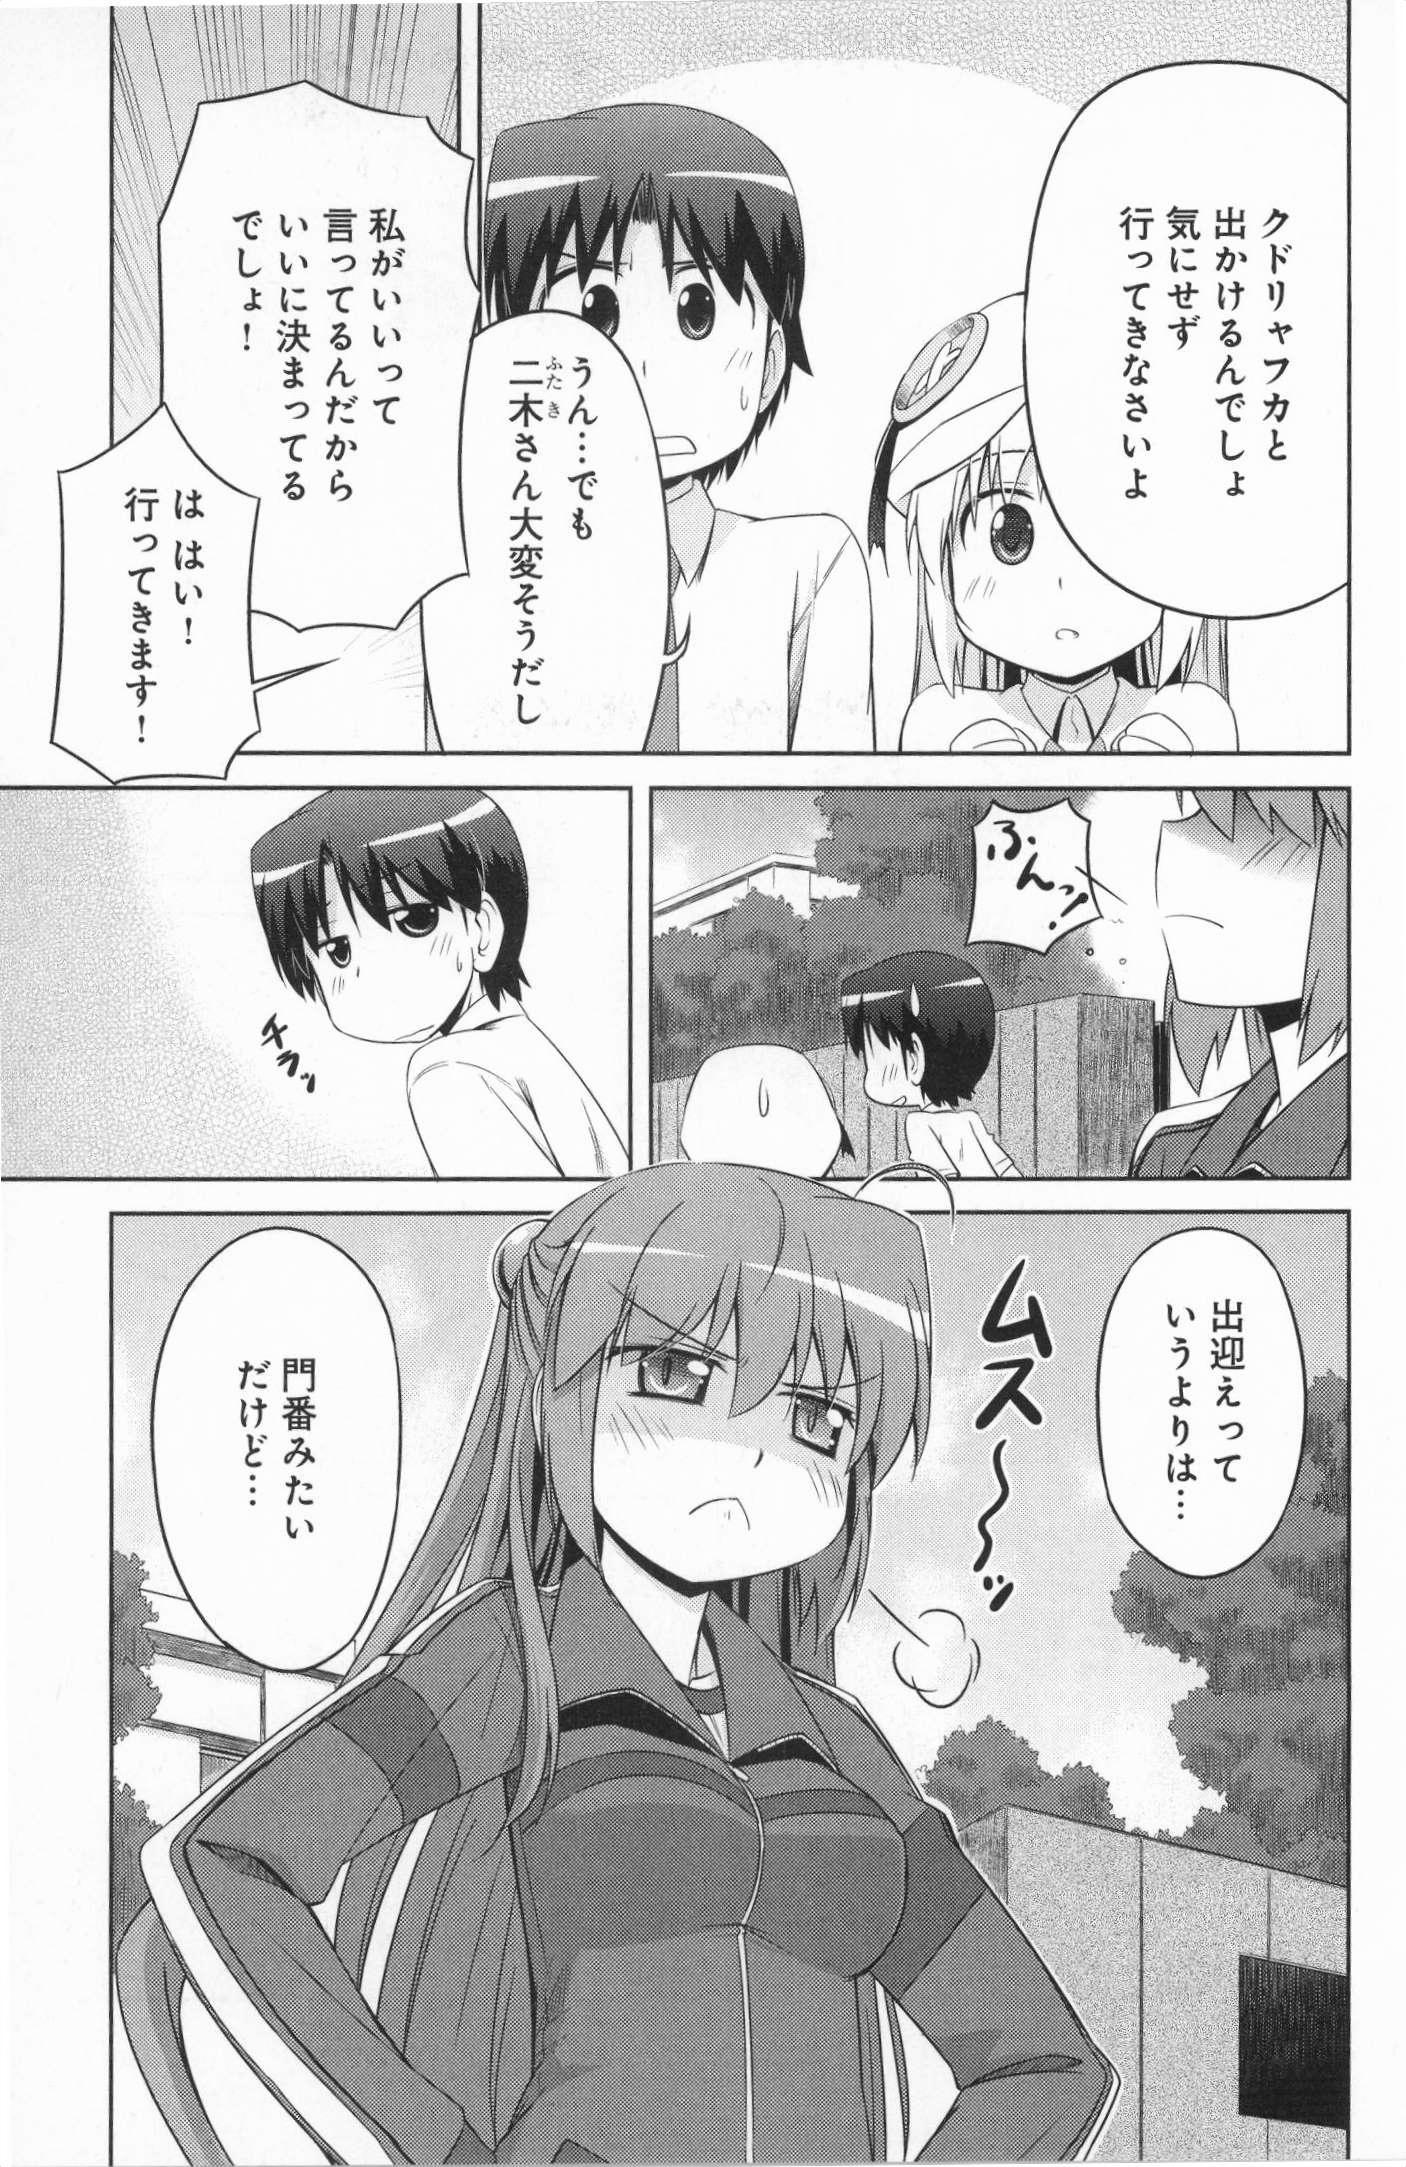 クドリャフカと
出かけるんでしょ
気にせず
行ってきなさいよ
うん…でも
二木さん大変そうだし
ふたき
私がいいって
言ってるんだから
いいに決まってる
でしょ！
は はい！
行ってきます！
ふんっ！
チラッ
出迎えって
いうよりは…
ムス〜〜ッ
門番みたい
だけど…